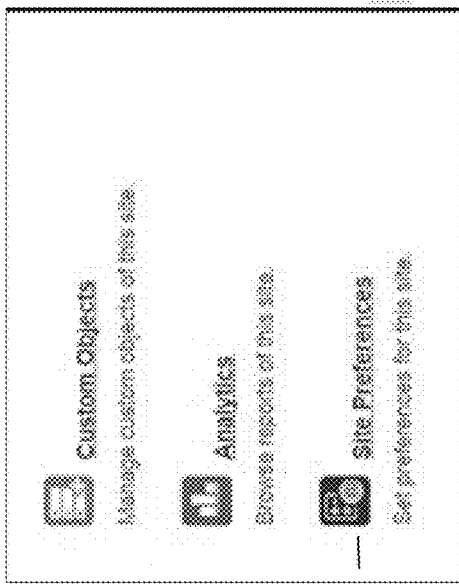 Custom Objects
Manage custom objects of this site.
Analytics
Browse reports of this site.
Site Preferences
Set preferences for this site.